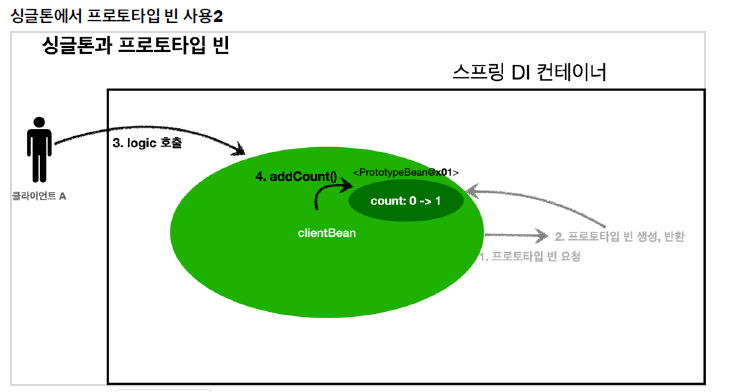 싱글톤에서 프로토타입 빈 사용2
싱글톤과 프로토타입 빈
스프링 DI 컨테이너
3. logic 호출
클라이언트 A
4. addCount()
<PrototypeBean@x01>
count: 0 -> 1
clientBean
2. 프로토타입 빈 생성, 반환
1. 프로토타입 빈 요청